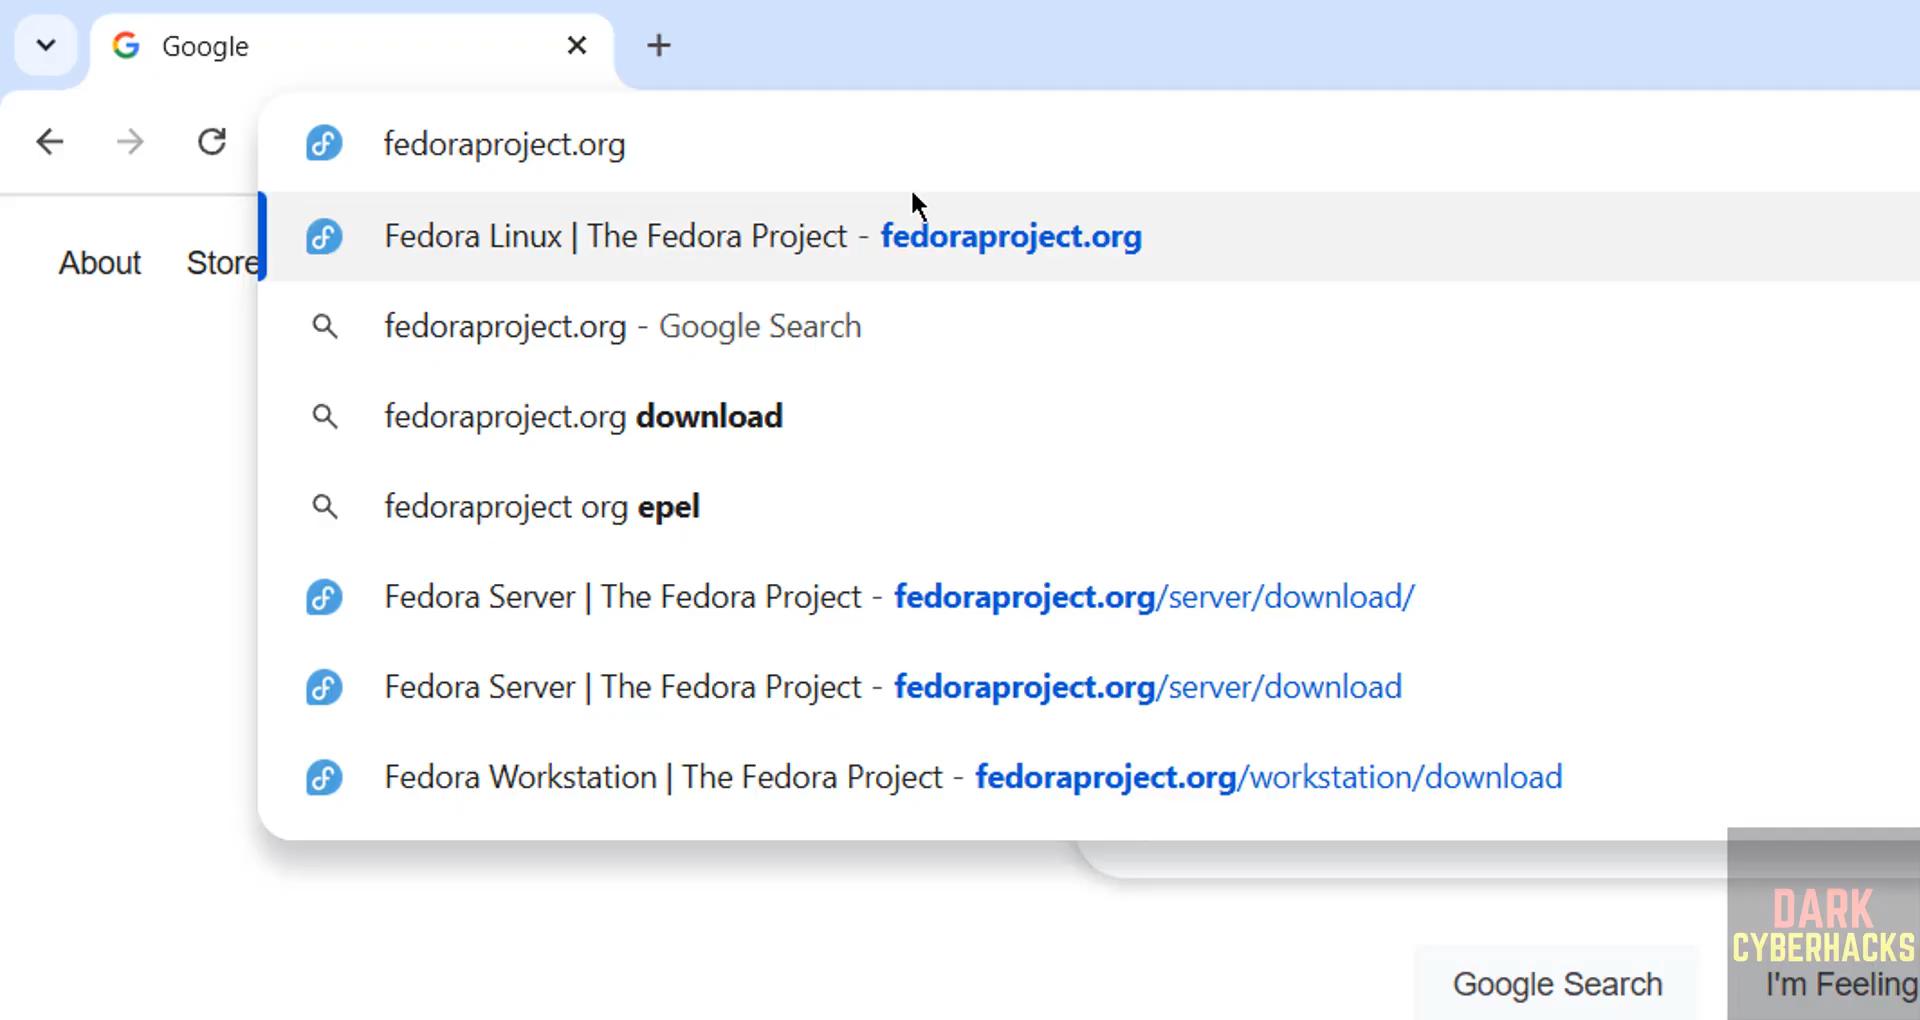 Google
fedoraproject.org
Fedora Linux | The Fedora Project - fedoraproject.org
About Store
fedoraproject.org - Google Search
fedoraproject.org download
fedoraproject org epel
Fedora Server | The Fedora Project - fedoraproject.org/server/download/
Fedora Server | The Fedora Project - fedoraproject.org/server/download
Fedora Workstation | The Fedora Project - fedoraproject.org/workstation/download
DARK
CYBERHACKS
Google Search I'm Feeling